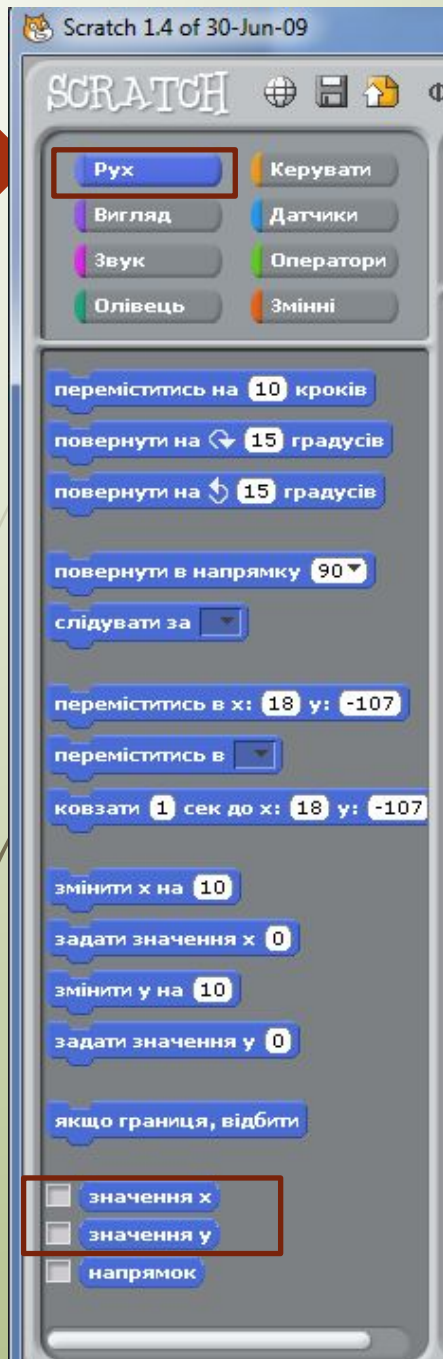 Scratch 1.4 of 30-Jun-09
SCRATCH
Рух Керувати
Вигляд Датчики
Звук Оператори
Олівець Змінні
переміститись на 10 кроків
повернути на 15 градусів
повернути на 15 градусів
повернути в напрямку 90
слідувати за
переміститись в x: 18 y: -107
переміститись в
ковзати 1 сек до x: 18 y: -107
змінити x на 10
задати значення x 0
змінити y на 10
задати значення y 0
якщо границя, відбити
значення x
значення y
напрямок